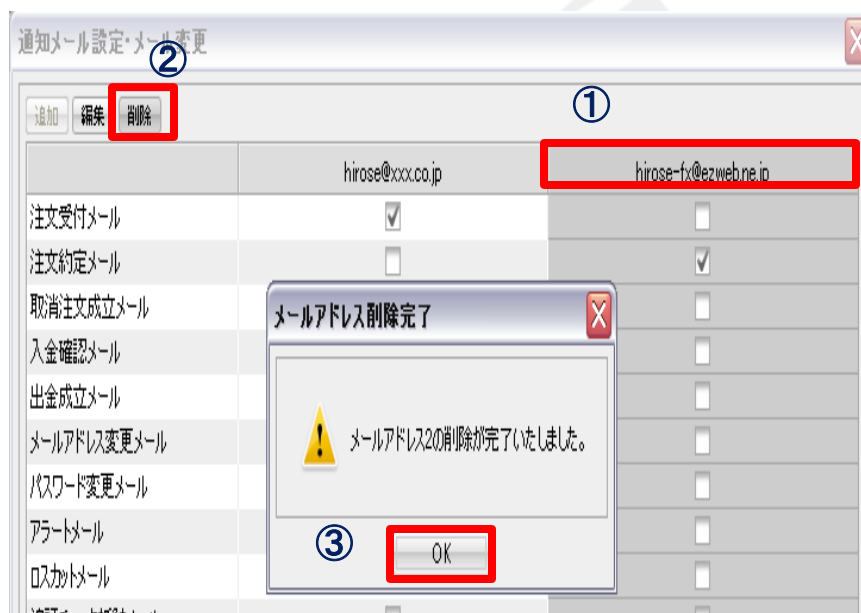 通知メール設定・メール変更
②
①
追加 編集 削除
hirose@xxx.co.jp hirose-fx@ezweb.ne.jp
注文受付メール
注文約定メール
取消注文成立メール
メールアドレス削除完了
入金確認メール
出金成立メール
メールアドレス変更メール
メールアドレス2の削除が完了いたしました。
パスワード変更メール
アラートメール
③
OK
ロスカットメール